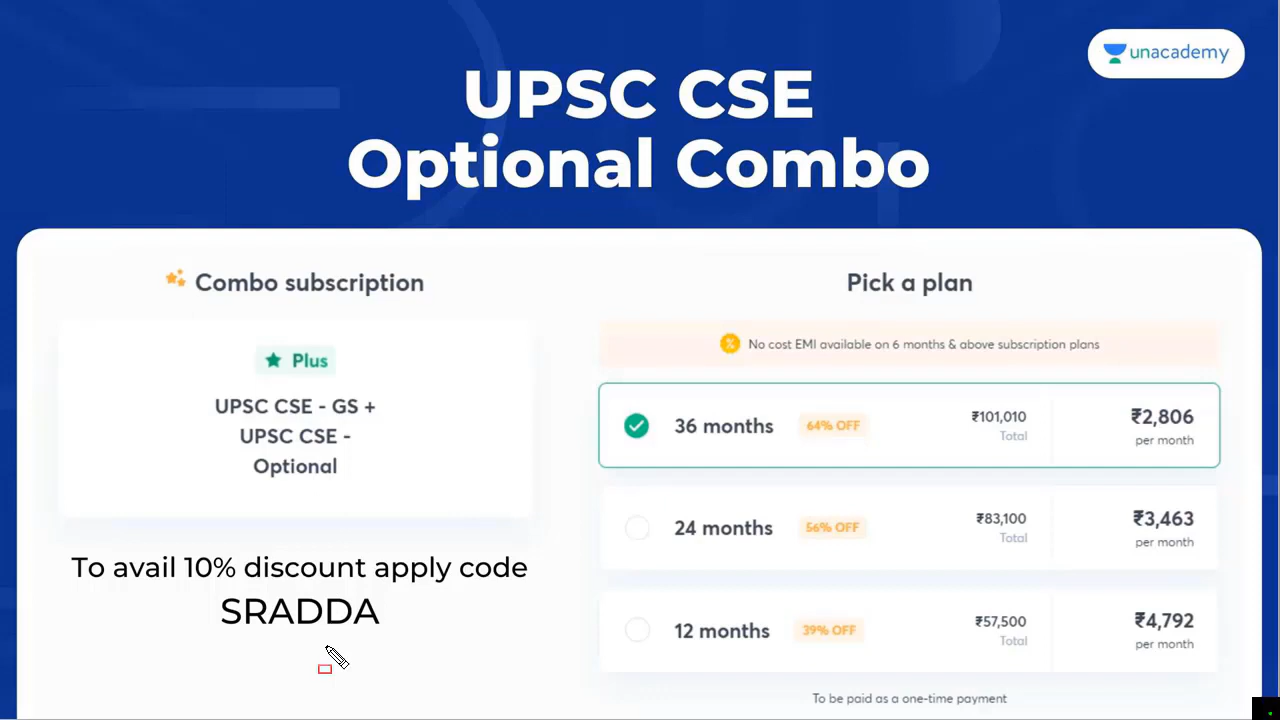 unacademy
UPSC CSE
Optional Combo
Combo subscription
Plus
UPSC CSE - GS +
UPSC CSE -
Optional
To avail 10% discount apply code
SRADDA
Pick a plan
No cost EMI available on 6 months & above subscription plans
36 months 64% OFF ₹101,010 ₹2,806
Total per month
24 months 56% OFF ₹83,100 ₹3,463
Total per month
12 months 39% OFF ₹57,500 ₹4,792
Total per month
To be paid as a one-time payment